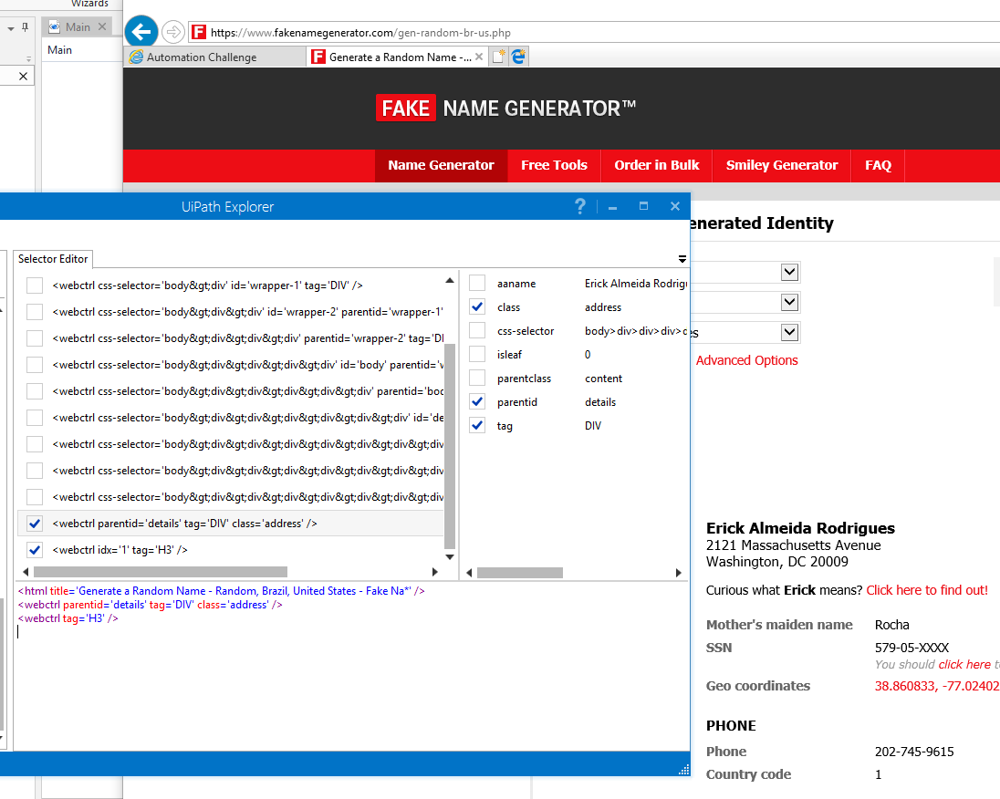 Wizards
Main
Main
https://www.fakenamegenerator.com/gen-random-br-us.php
Automation Challenge
F Generate a Random Name -...
FAKE NAME GENERATOR™
Name Generator Free Tools Order in Bulk Smiley Generator FAQ
UiPath Explorer
enerated Identity
Selector Editor
<webctrl css-selector='body&gt;div' id='wrapper-1' tag='DIV' />
<webctrl css-selector='body&gt;div&gt;div' id='wrapper-2' parentid='wrapper-1'
<webctrl css-selector='body&gt;div&gt;div&gt;div' parentid='wrapper-2' tag='DI
<webctrl css-selector='body&gt;div&gt;div&gt;div&gt;div' id='body' parentid='w
<webctrl css-selector='body&gt;div&gt;div&gt;div&gt;div&gt;div' parentid='boc
<webctrl css-selector='body&gt;div&gt;div&gt;div&gt;div&gt;div&gt;div' id='de
<webctrl css-selector='body&gt;div&gt;div&gt;div&gt;div&gt;div&gt;div&gt;div
<webctrl css-selector='body&gt;div&gt;div&gt;div&gt;div&gt;div&gt;div&gt;div
<webctrl css-selector='body&gt;div&gt;div&gt;div&gt;div&gt;div&gt;div&gt;div
<webctrl parentid='details' tag='DIV' class='address' />
<webctrl idx='1' tag='H3' />
aaname Erick Almeida Rodrigu
class address
css-selector body>div>div>div>d
isleaf 0
parentclass content
parentid details
tag DIV
<html title='Generate a Random Name - Random, Brazil, United States - Fake Na*' />
<webctrl parentid='details' tag='DIV' class='address' />
<webctrl tag='H3' />
es
Advanced Options
Erick Almeida Rodrigues
2121 Massachusetts Avenue
Washington, DC 20009
Curious what Erick means? Click here to find out!
Mother's maiden name Rocha
SSN 579-05-XXXX
You should click here t
Geo coordinates 38.860833, -77.02402
PHONE
Phone 202-745-9615
Country code 1